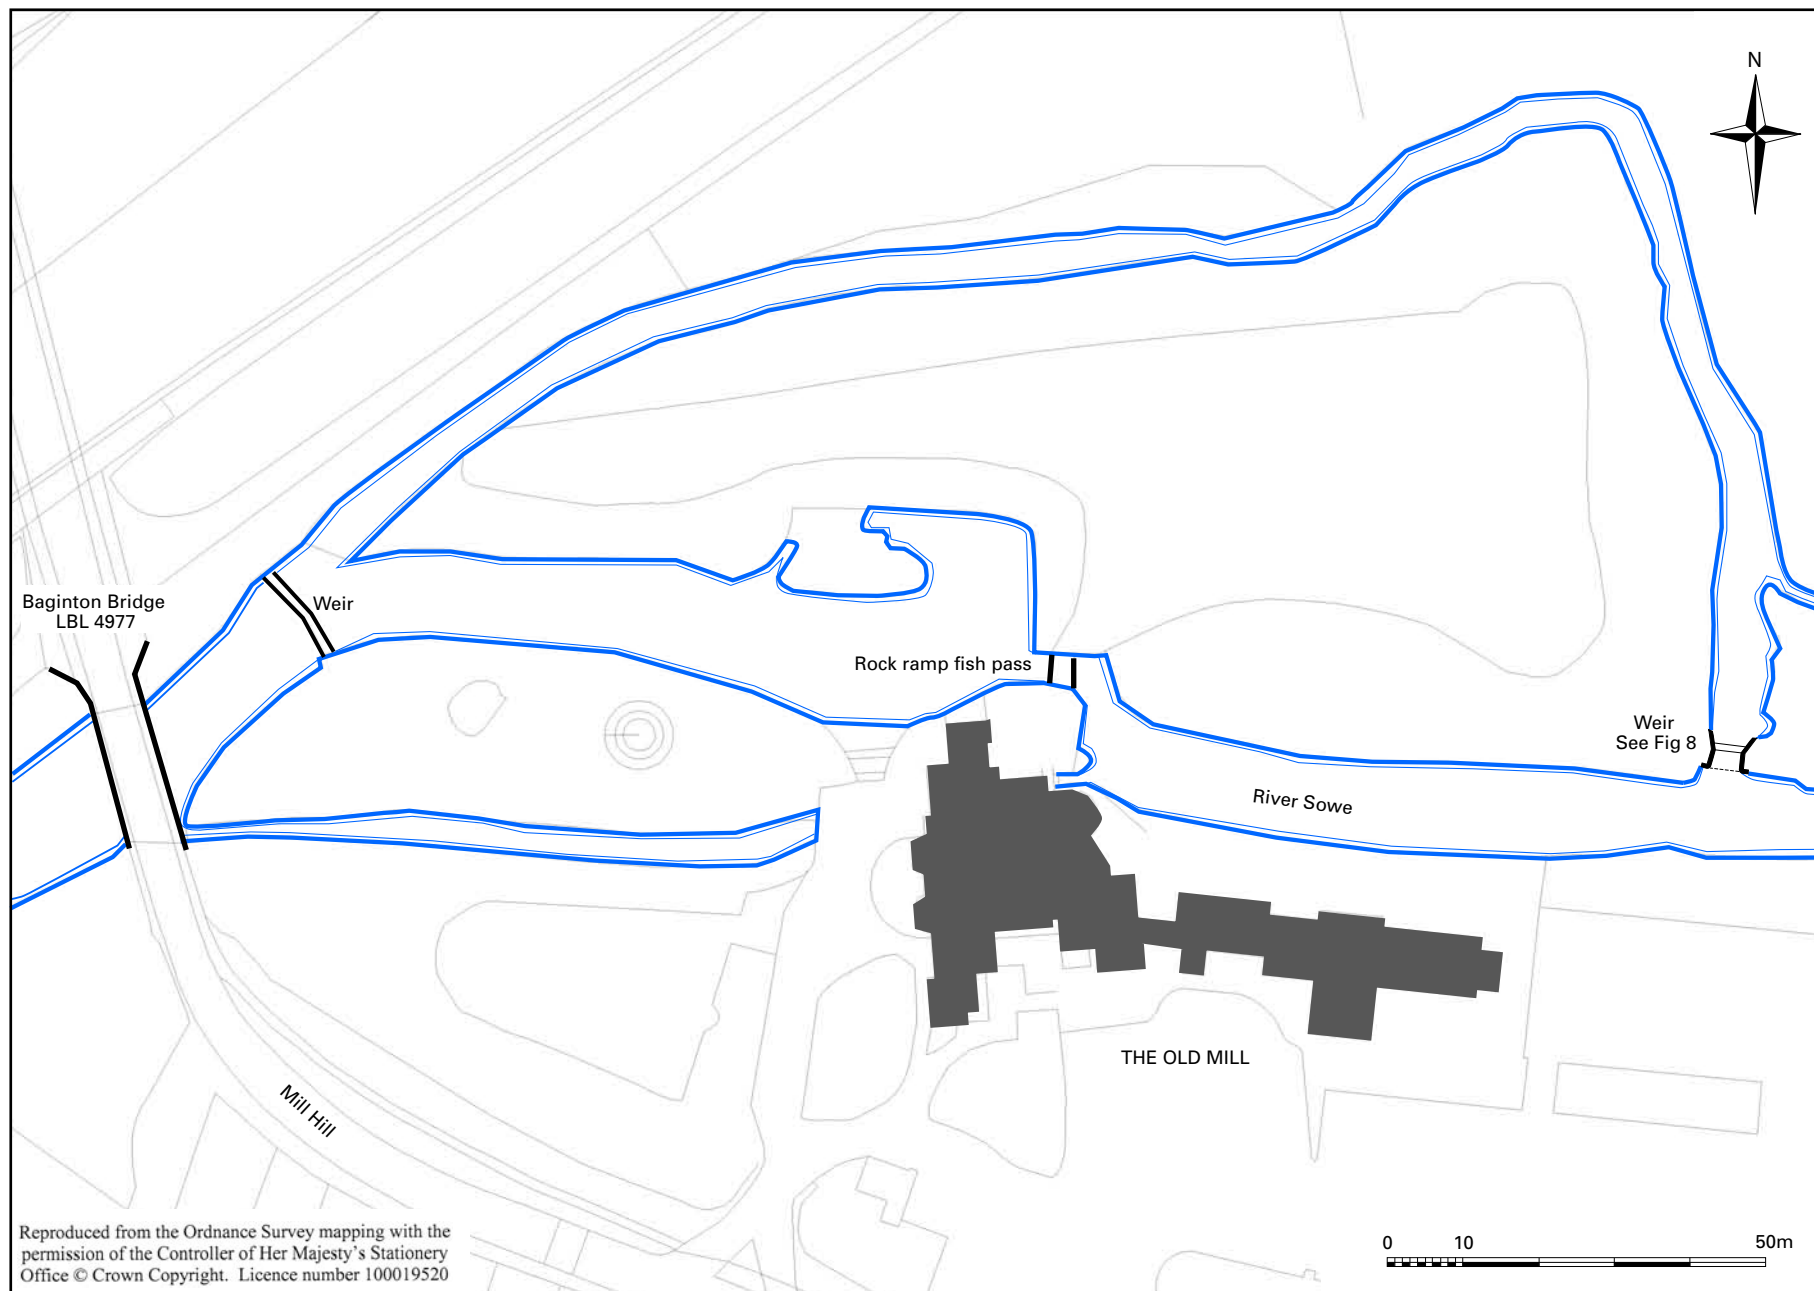 N
Baginton Bridge
LBL 4977
Weir
Rock ramp fish pass
Weir
See Fig 8
River Sowe
THE OLD MILL
Mill Hill
Reproduced from the Ordnance Survey mapping with the
permission of the Controller of Her Majesty's Stationery
Office © Crown Copyright.  Licence number 100019520
0 10 50m